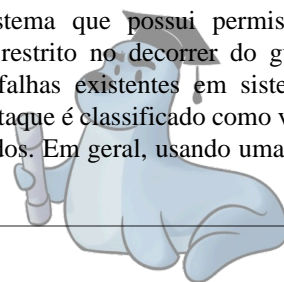 stema que possui permis
restrito no decorrer do g
falhas existentes em siste
taque é classificado como v
dos. Em geral, usando uma